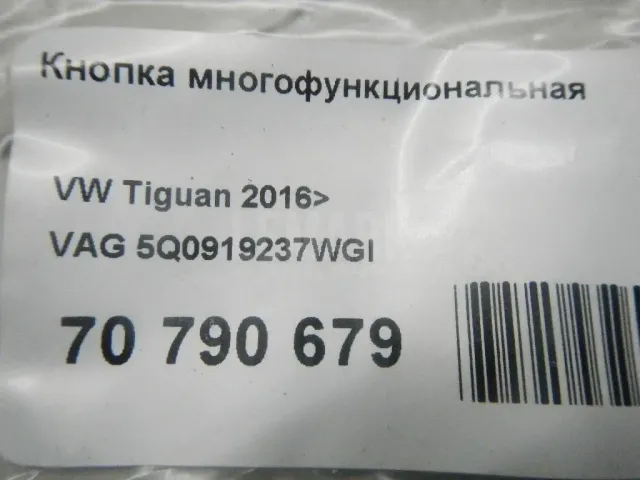 Кнопка многофункциональная
VW Tiguan 2016>
VAG 5Q0919237WGI
70 790 679